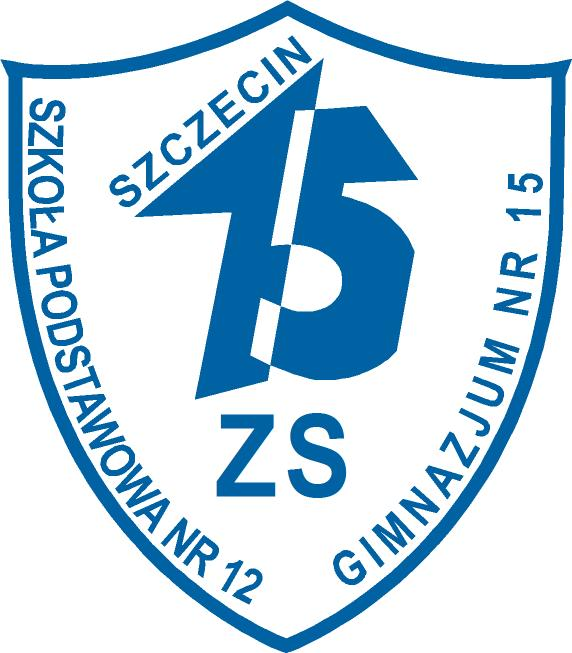 SZCZECIN
15
ZS
SZKOŁA PODSTAWOWA NR 12
GIMNAZJUM NR 15